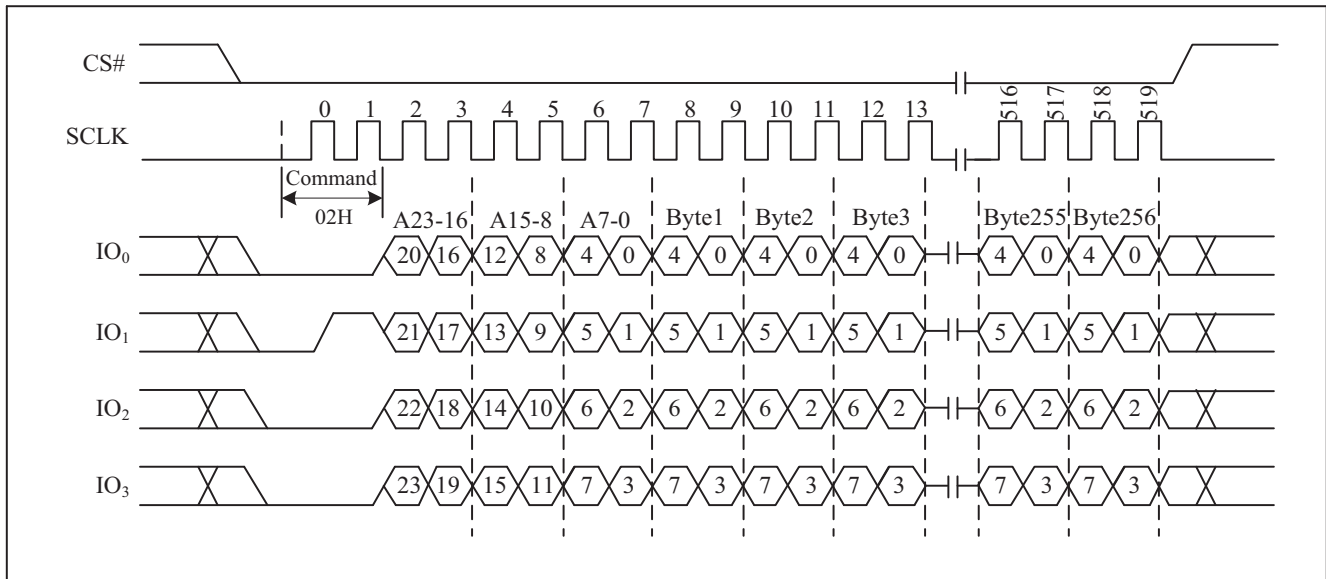 CS#
0 1 2 3 4 5 6 7 8 9 10 11 12 13 516 517 518 519
SCLK
Command
02H
A23-16 A15-8 A7-0 Byte1 Byte2 Byte3 Byte255 Byte256
IO0 20 16 12 8 4 0 4 0 4 0 4 0 4 0 4 0
IO1 21 17 13 9 5 1 5 1 5 1 5 1 5 1 5 1
IO2 22 18 14 10 6 2 6 2 6 2 6 2 6 2 6 2
IO3 23 19 15 11 7 3 7 3 7 3 7 3 7 3 7 3